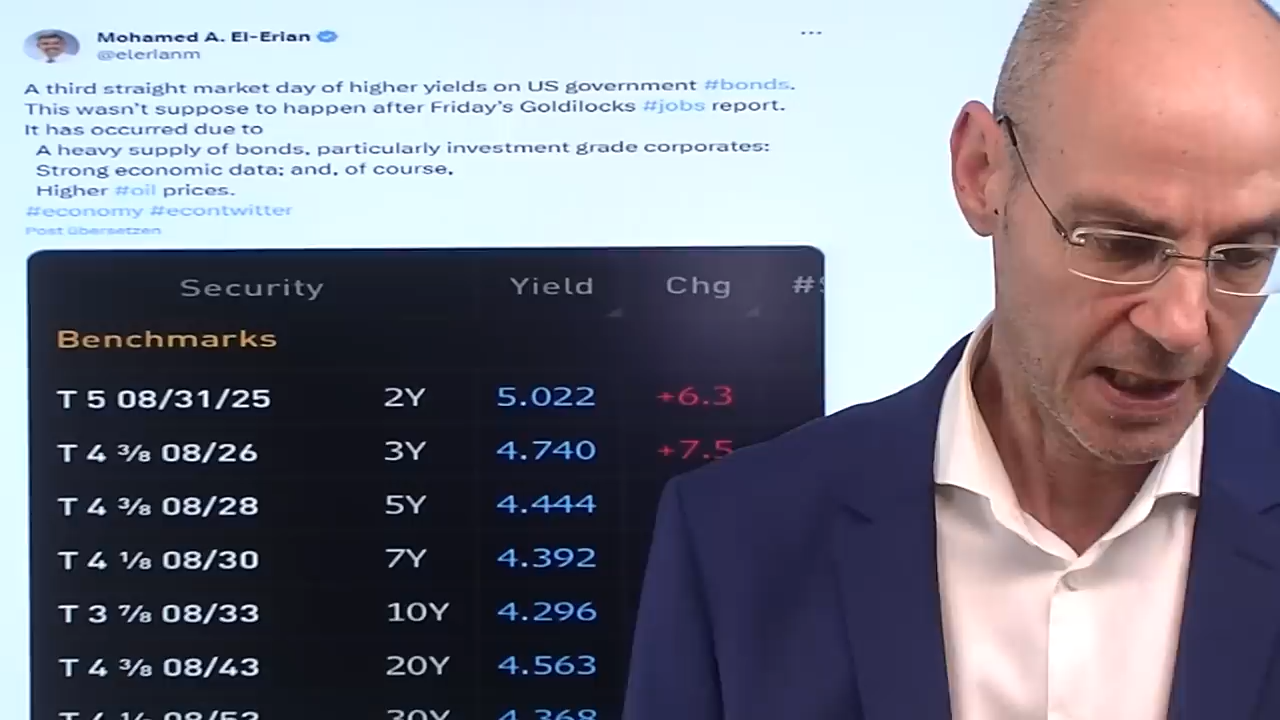 Mohamed A. El-Erian
@elerianm
A third straight market day of higher yields on US government #bonds.
This wasn't suppose to happen after Friday's Goldilocks #jobs report.
It has occurred due to
A heavy supply of bonds, particularly investment grade corporates;
Strong economic data; and, of course,
Higher #oil prices.
#economy #econtwitter
Post übersetzen
Security Yield Chg
Benchmarks
T 5 08/31/25 2Y 5.022 +6.3
T 4 ⅜ 08/26 3Y 4.740 +7.5
T 4 ⅜ 08/28 5Y 4.444
T 4 ⅛ 08/30 7Y 4.392
T 3 ⅞ 08/33 10Y 4.296
T 4 ⅜ 08/43 20Y 4.563
30Y 4.368